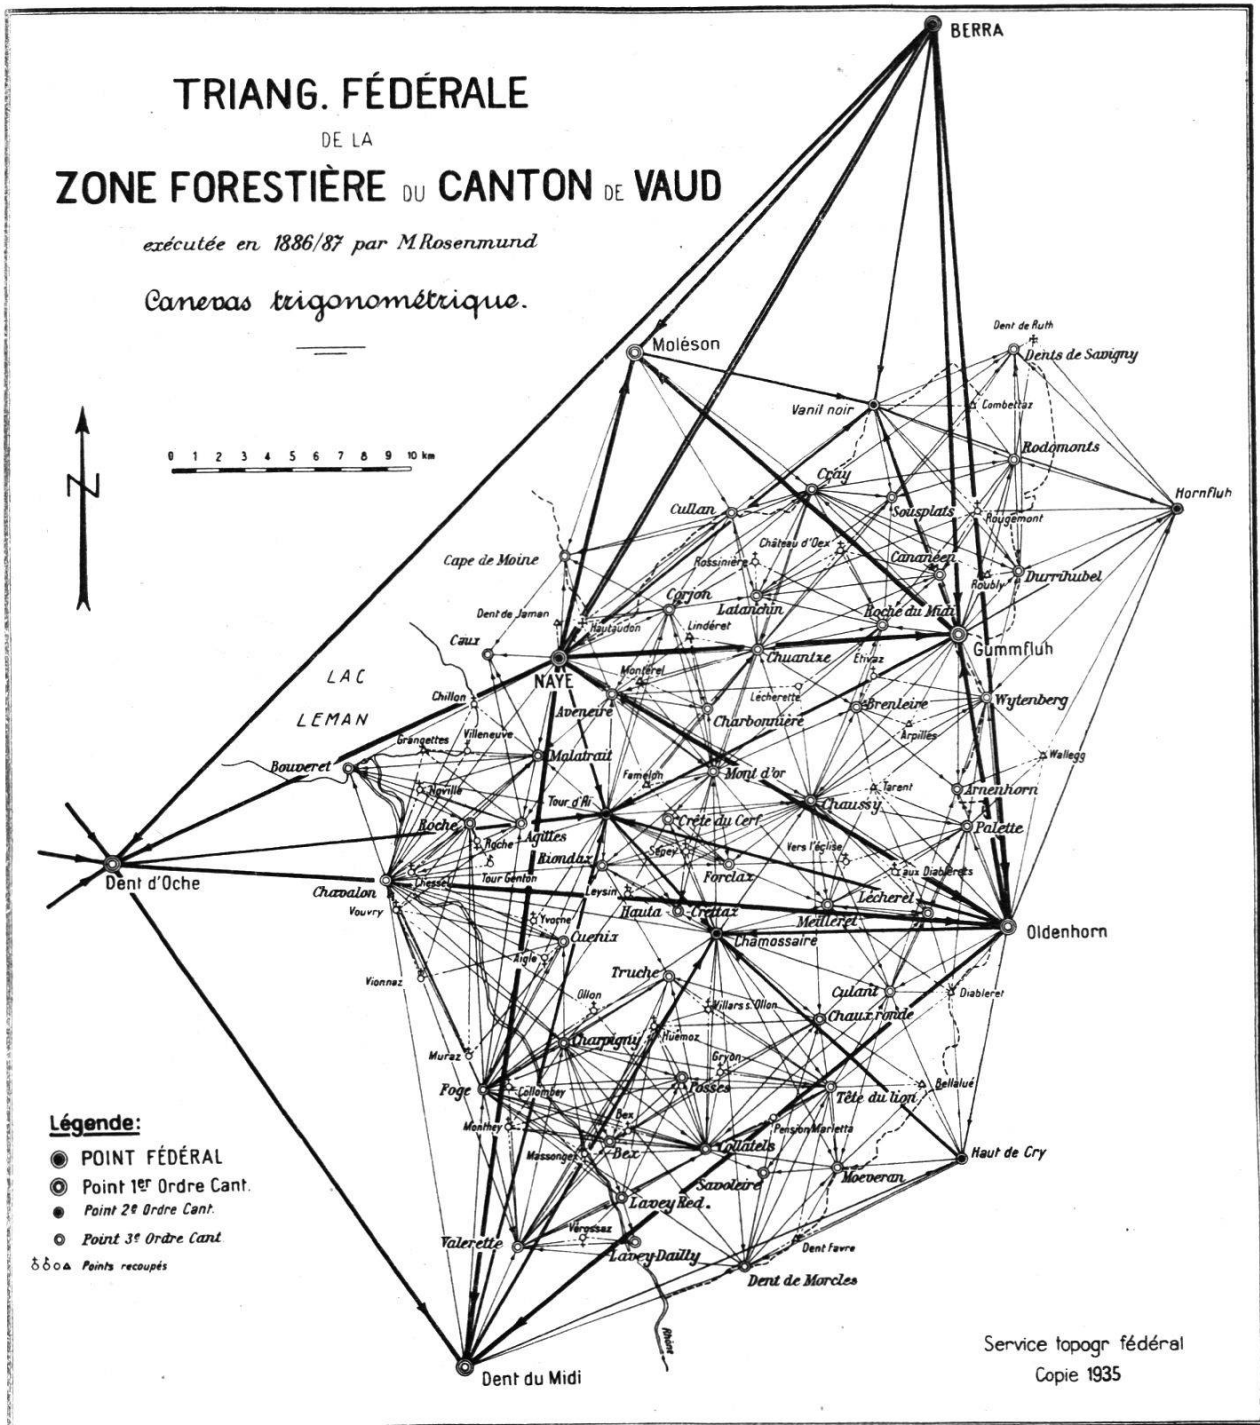 BERRA
TRIANG. FÉDÉRALE
DE LA
ZONE FORESTIÈRE DU CANTON DE VAUD
exécutée en 1886/87 par M. Rosenmund
Canevas trigonométrique.
Moléson
Dent de Ruth
Dents de Savigny
Vanil noir
Combettaz
0 1 2 3 4 5 6 7 8 9 10 km
Rodomonts
N
Cray
Hornfluh
Cullan
Sousplats
Rougemont
Château d'Oex
Cape de Moine
Rossinière
Cananéen
Roubly
Durrihubel
Corjon
Latanchin
Roche du Midi
Dent de Jaman
Hautaudon
Lindéret
Caux
Gummfluh
Chuantxe
LAC
NAYE
Monterel
Etivaz
Chillon
Lécherette
Wytenberg
LEMAN
Aveneire
Charbonnière
Brenleire
Arpilles
Grangettes
Villeneuve
Wallegg
Bouveret
Malatrait
Famelon
Mont d'or
Noville
Tour d'Aï
Chaussy
Tarent
Arnenhorn
Roche
Agittes
Crête du Cerf
Palette
Roche
Sépey
Vers l'église
Dent d'Oche
Tour Genton
Riondaz
Forclaz
aux Diablerets
Chavalon
Chessel
Leysin
Lécheret
Vouvry
Yvorne
Hauta Crettaz
Meilleret
Oldenhorn
Cuenix
Chamossaire
Aigle
Vionnaz
Truche
Culant
Diableret
Ollon
Villars s. Ollon
Chaux ronde
Charpigny
Huémoz
Muraz
Gryon
Foge
Collombey
Fosses
Tête du lion
Bellalué
Légende:
Monthey
Bex
Pension Marletta
POINT FÉDÉRAL
Massongex
Bex
Collatels
Haut de Cry
Point 1er Ordre Cant.
Savoleire
Moeveran
Point 2e Ordre Cant.
Lavey Red.
Point 3e Ordre Cant
Valerette
Vérossaz
Lavey-Dailly
Dent Favre
Points recoupés
Dent de Morcles
Rhône
Service topogr fédéral
Dent du Midi
Copie 1935